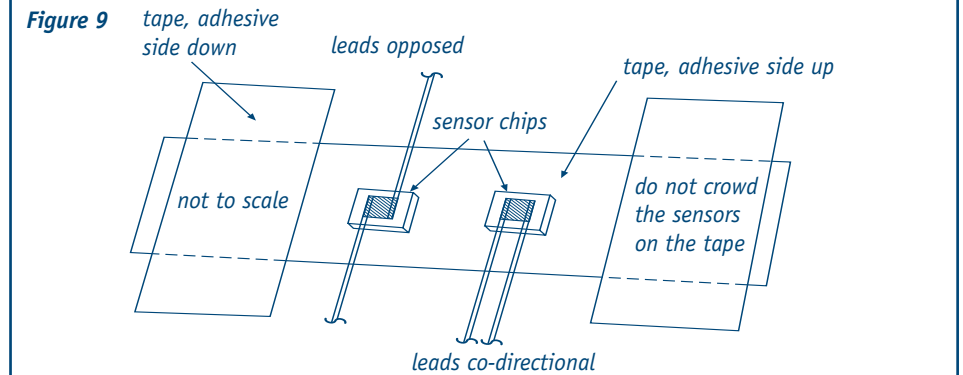 Figure 9
tape, adhesive
side down
leads opposed
tape, adhesive side up
sensor chips
not to scale
do not crowd
the sensors
on the tape
leads co-directional